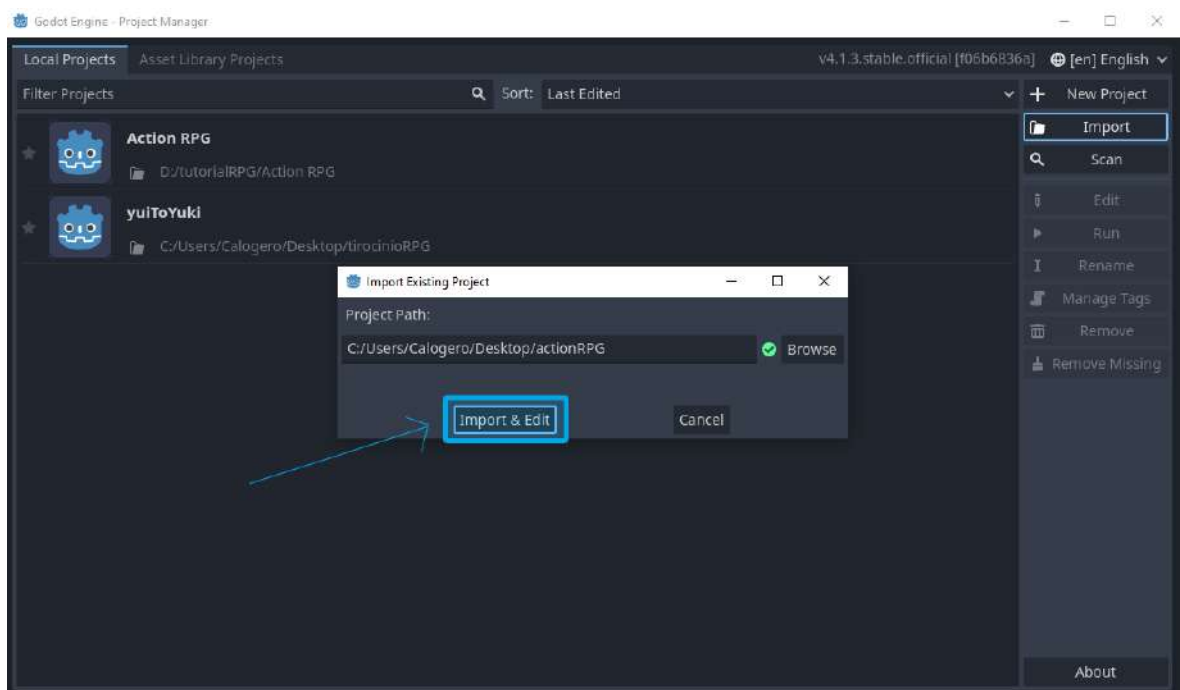 Godot Engine - Project Manager
Local Projects Asset Library Projects v4.1.3.stable.official [f06b6836a] [en] English
Filter Projects Sort: Last Edited New Project
Import
Action RPG
D:/tutorialRPG/Action RPG
Scan
yuiToYuki
C:/Users/Calogero/Desktop/tirocinioRPG
Edit
Run
Rename
Manage Tags
Remove
Remove Missing
Import Existing Project
Project Path:
C:/Users/Calogero/Desktop/actionRPG Browse
Import & Edit Cancel
About